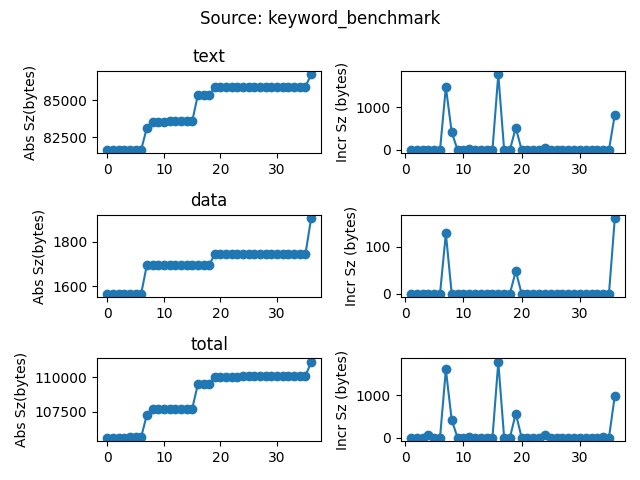 Source: keyword_benchmark
text
Abs Sz(bytes)
85000
82500
0 10 20 30
Incr Sz (bytes)
1000
0
0 10 20 30
data
Abs Sz(bytes)
1800
1600
0 10 20 30
Incr Sz (bytes)
100
0
0 10 20 30
total
Abs Sz(bytes)
110000
107500
0 10 20 30
Incr Sz (bytes)
1000
0
0 10 20 30